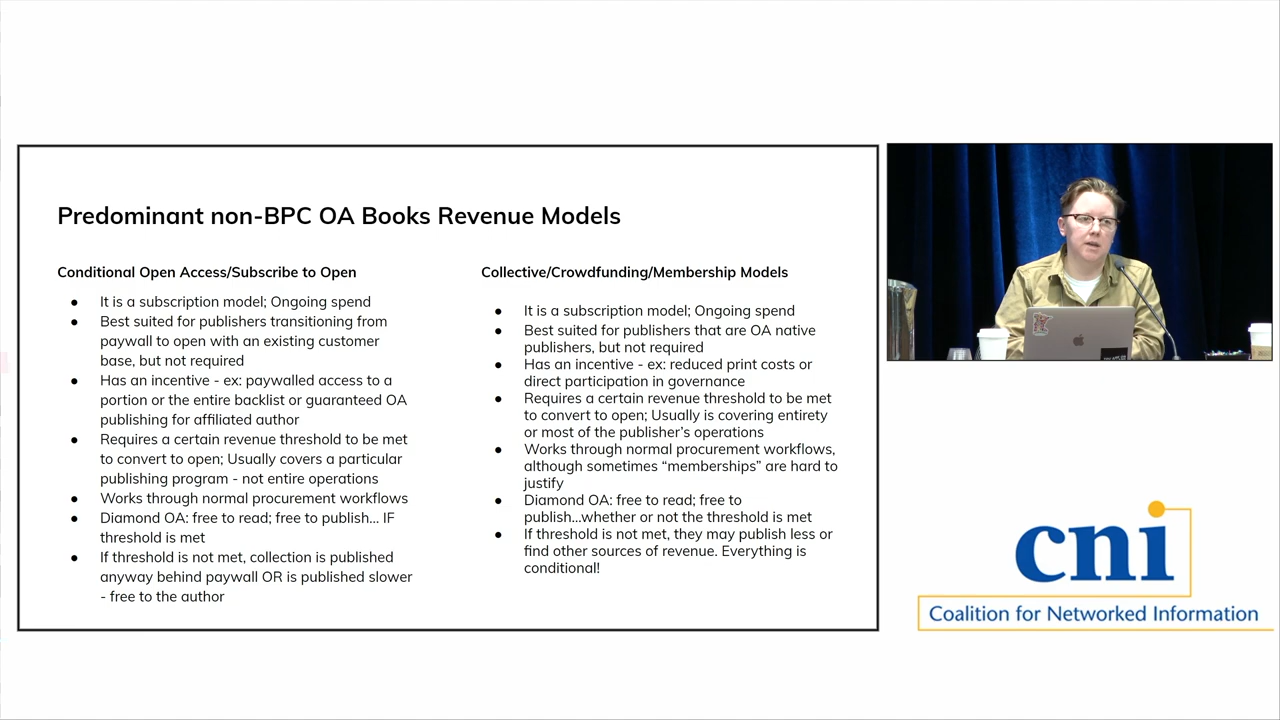 Predominant non-BPC OA Books Revenue Models
Conditional Open Access/Subscribe to Open
● It is a subscription model; Ongoing spend
● Best suited for publishers transitioning from
paywall to open with an existing customer
base, but not required
● Has an incentive - ex: paywalled access to a
portion or the entire backlist or guaranteed OA
publishing for affiliated author
● Requires a certain revenue threshold to be met
to convert to open; Usually covers a particular
publishing program - not entire operations
● Works through normal procurement workflows
● Diamond OA: free to read; free to publish... IF
threshold is met
● If threshold is not met, collection is published
anyway behind paywall OR is published slower
- free to the author
Collective/Crowdfunding/Membership Models
● It is a subscription model; Ongoing spend
● Best suited for publishers that are OA native
publishers, but not required
● Has an incentive - ex: reduced print costs or
direct participation in governance
● Requires a certain revenue threshold to be met
to convert to open; Usually is covering entirety
or most of the publisher's operations
● Works through normal procurement workflows,
although sometimes “memberships” are hard to
justify
● Diamond OA: free to read; free to
publish...whether or not the threshold is met
● If threshold is not met, they may publish less or
find other sources of revenue. Everything is
conditional!
cni
Coalition for Networked Information